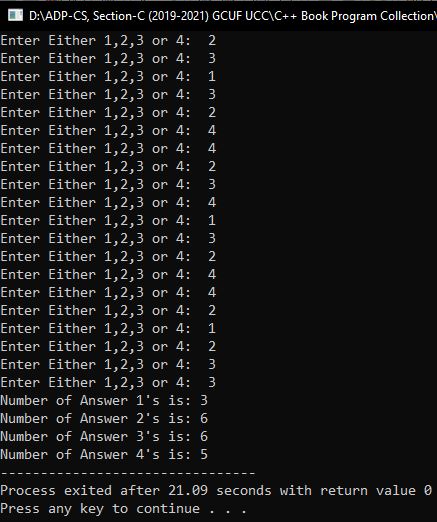 D:\ADP-CS, Section-C (2019-2021) GCUF UCC\C++ Book Program Collection\
Enter Either 1,2,3 or 4:  2
Enter Either 1,2,3 or 4:  3
Enter Either 1,2,3 or 4:  1
Enter Either 1,2,3 or 4:  3
Enter Either 1,2,3 or 4:  2
Enter Either 1,2,3 or 4:  4
Enter Either 1,2,3 or 4:  4
Enter Either 1,2,3 or 4:  2
Enter Either 1,2,3 or 4:  3
Enter Either 1,2,3 or 4:  4
Enter Either 1,2,3 or 4:  1
Enter Either 1,2,3 or 4:  3
Enter Either 1,2,3 or 4:  2
Enter Either 1,2,3 or 4:  4
Enter Either 1,2,3 or 4:  4
Enter Either 1,2,3 or 4:  2
Enter Either 1,2,3 or 4:  1
Enter Either 1,2,3 or 4:  2
Enter Either 1,2,3 or 4:  3
Enter Either 1,2,3 or 4:  3
Number of Answer 1's is: 3
Number of Answer 2's is: 6
Number of Answer 3's is: 6
Number of Answer 4's is: 5
--------------------------------
Process exited after 21.09 seconds with return value 0
Press any key to continue . . .